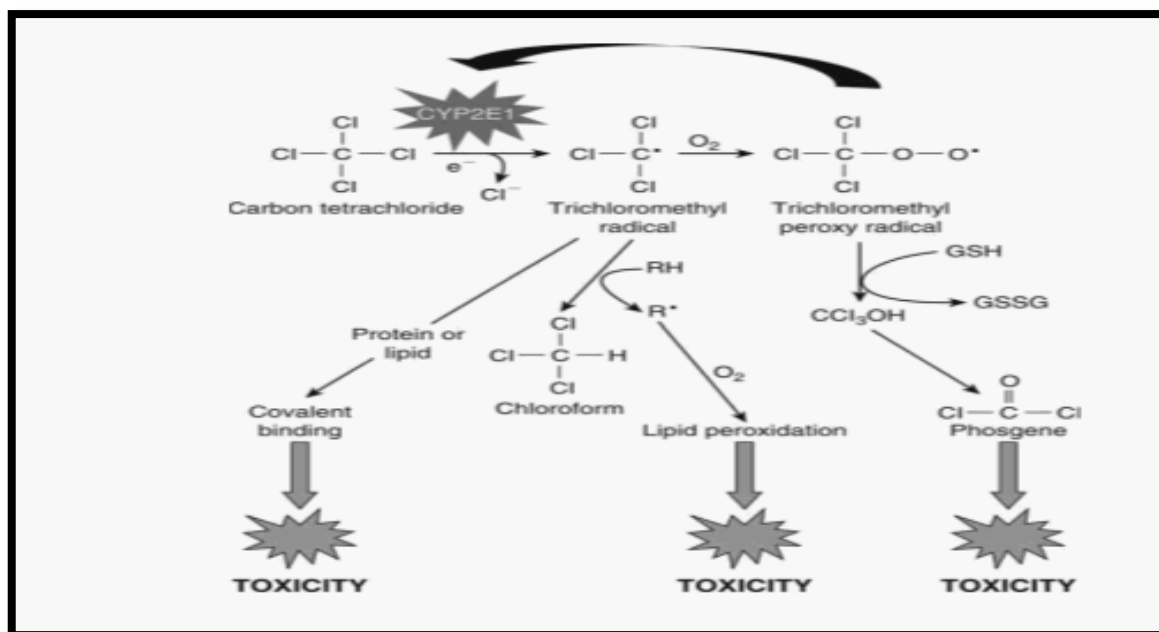 CYP2E1
Cl
Cl
Cl
Cl — C — Cl
Cl — C•
O₂
Cl — C — O — O•
e⁻
Cl
Cl⁻
Cl
Cl
Carbon tetrachloride
Trichloromethyl
radical
Trichloromethyl
peroxy radical
RH
GSH
R•
GSSG
CCl₃OH
Protein or
lipid
Cl
Cl — C — H
Cl
Chloroform
O₂
O
Cl — C — Cl
Phosgene
Covalent
binding
Lipid peroxidation
TOXICITY
TOXICITY
TOXICITY